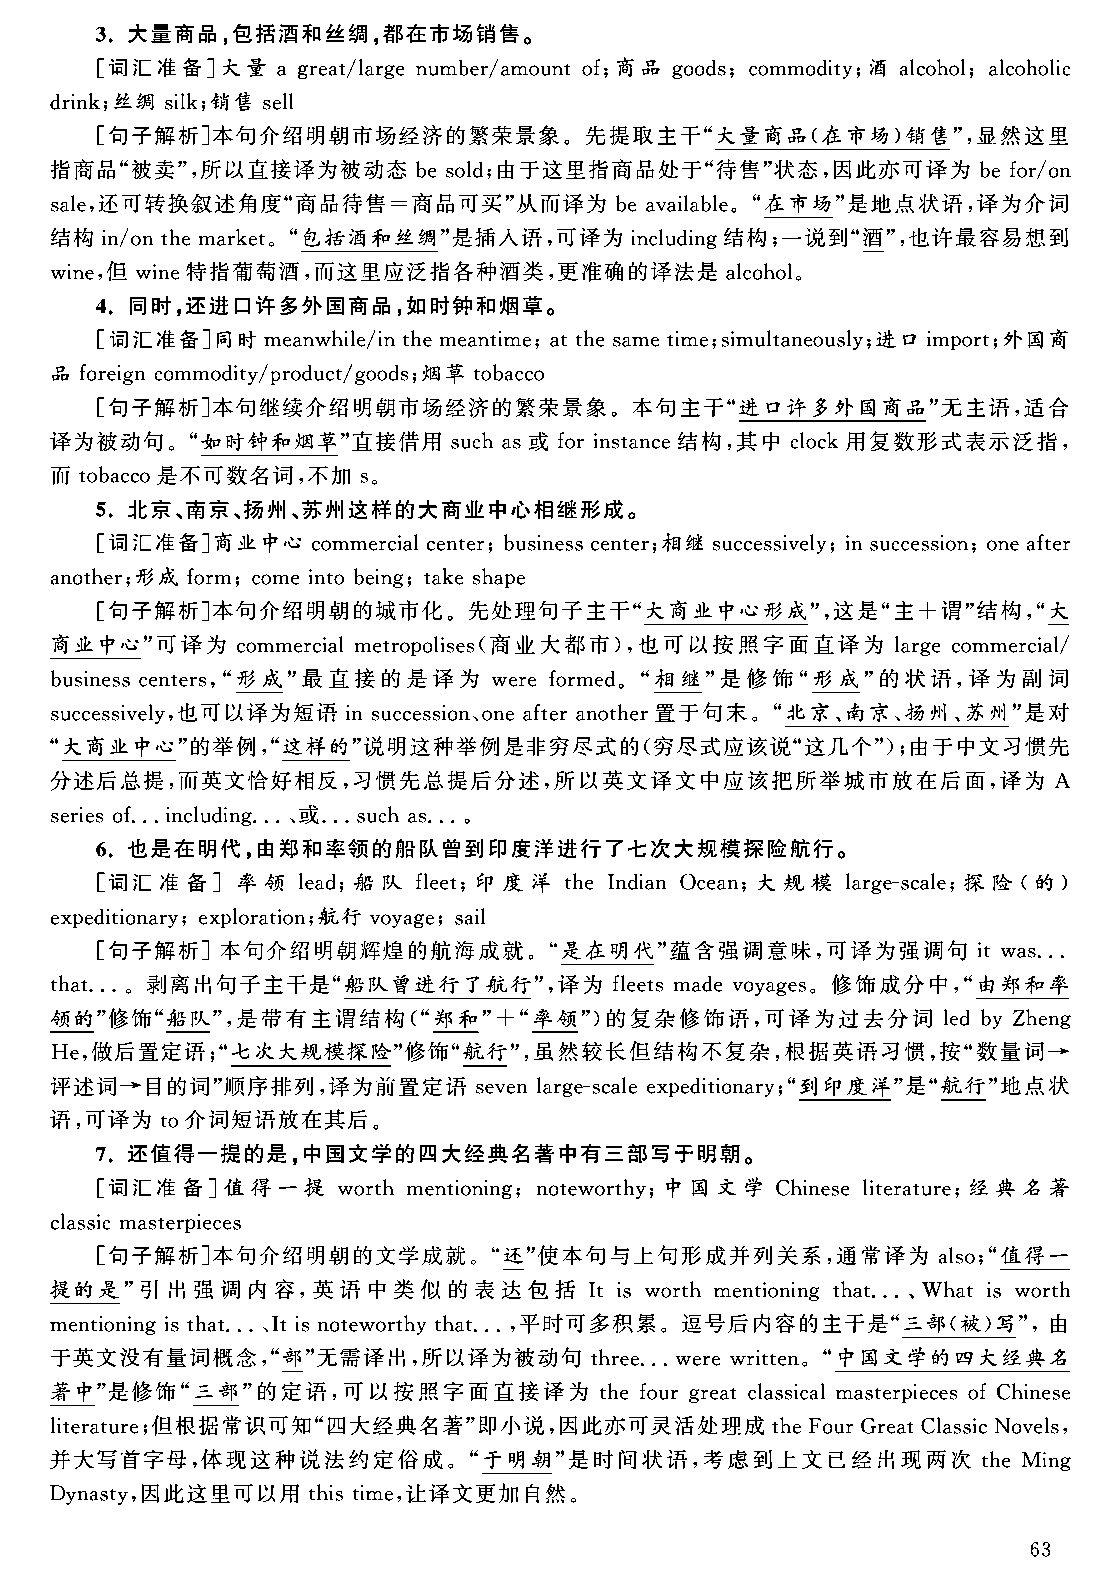 3. 大量商品,包括酒和丝绸,都在市场销售。
[词汇准备]大量 a great/large number/amount of;商品 goods; commodity;酒 alcohol; alcoholic
drink;丝绸 silk;销售 sell
[句子解析]本句介绍明朝市场经济的繁荣景象。先提取主干“大量商品(在市场)销售”,显然这里
指商品“被卖”,所以直接译为被动态 be sold;由于这里指商品处于“待售”状态,因此亦可译为 be for/on
sale,还可转换叙述角度“商品待售＝商品可买”从而译为 be available。“在市场”是地点状语,译为介词
结构 in/on the market。“包括酒和丝绸”是插入语,可译为 including 结构;一说到“酒”,也许最容易想到
wine,但 wine 特指葡萄酒,而这里应泛指各种酒类,更准确的译法是 alcohol。
4. 同时,还进口许多外国商品,如时钟和烟草。
[词汇准备]同时 meanwhile/in the meantime; at the same time;simultaneously;进口 import;外国商
品 foreign commodity/product/goods;烟草 tobacco
[句子解析]本句继续介绍明朝市场经济的繁荣景象。本句主干“进口许多外国商品”无主语,适合
译为被动句。“如时钟和烟草”直接借用 such as 或 for instance 结构,其中 clock 用复数形式表示泛指,
而 tobacco 是不可数名词,不加 s。
5. 北京、南京、扬州、苏州这样的大商业中心相继形成。
[词汇准备]商业中心 commercial center; business center;相继 successively; in succession; one after
another;形成 form; come into being; take shape
[句子解析]本句介绍明朝的城市化。先处理句子主干“大商业中心形成”,这是“主＋谓”结构,“大
商业中心”可译为 commercial metropolises(商业大都市),也可以按照字面直译为 large commercial/
business centers,“形成”最直接的是译为 were formed。“相继”是修饰“形成”的状语,译为副词
successively,也可以译为短语 in succession、one after another 置于句末。“北京、南京、扬州、苏州”是对
“大商业中心”的举例,“这样的”说明这种举例是非穷尽式的(穷尽式应该说“这几个”);由于中文习惯先
分述后总提,而英文恰好相反,习惯先总提后分述,所以英文译文中应该把所举城市放在后面,译为 A
series of... including... 、或... such as... 。
6. 也是在明代,由郑和率领的船队曾到印度洋进行了七次大规模探险航行。
[词汇准备] 率领 lead;船队 fleet;印度洋 the Indian Ocean;大规模 large-scale;探险(的)
expeditionary; exploration;航行 voyage; sail
[句子解析] 本句介绍明朝辉煌的航海成就。“是在明代”蕴含强调意味,可译为强调句 it was...
that... 。剥离出句子主干是“船队曾进行了航行”,译为 fleets made voyages。修饰成分中,“由郑和率
领的”修饰“船队”,是带有主谓结构(“郑和”＋“率领”)的复杂修饰语,可译为过去分词 led by Zheng
He,做后置定语;“七次大规模探险”修饰“航行”,虽然较长但结构不复杂,根据英语习惯,按“数量词→
评述词→目的词”顺序排列,译为前置定语 seven large-scale expeditionary;“到印度洋”是“航行”地点状
语,可译为 to 介词短语放在其后。
7. 还值得一提的是,中国文学的四大经典名著中有三部写于明朝。
[词汇准备]值得一提 worth mentioning; noteworthy;中国文学 Chinese literature;经典名著
classic masterpieces
[句子解析]本句介绍明朝的文学成就。“还”使本句与上句形成并列关系,通常译为 also;“值得一
提的是”引出强调内容,英语中类似的表达包括 It is worth mentioning that... 、What is worth
mentioning is that... 、It is noteworthy that... ,平时可多积累。逗号后内容的主干是“三部(被)写”, 由
于英文没有量词概念,“部”无需译出,所以译为被动句 three... were written。“中国文学的四大经典名
著中”是修饰“三部”的定语,可以按照字面直接译为 the four great classical masterpieces of Chinese
literature;但根据常识可知“四大经典名著”即小说,因此亦可灵活处理成 the Four Great Classic Novels,
并大写首字母,体现这种说法约定俗成。“于明朝”是时间状语,考虑到上文已经出现两次 the Ming
Dynasty,因此这里可以用 this time,让译文更加自然。
63